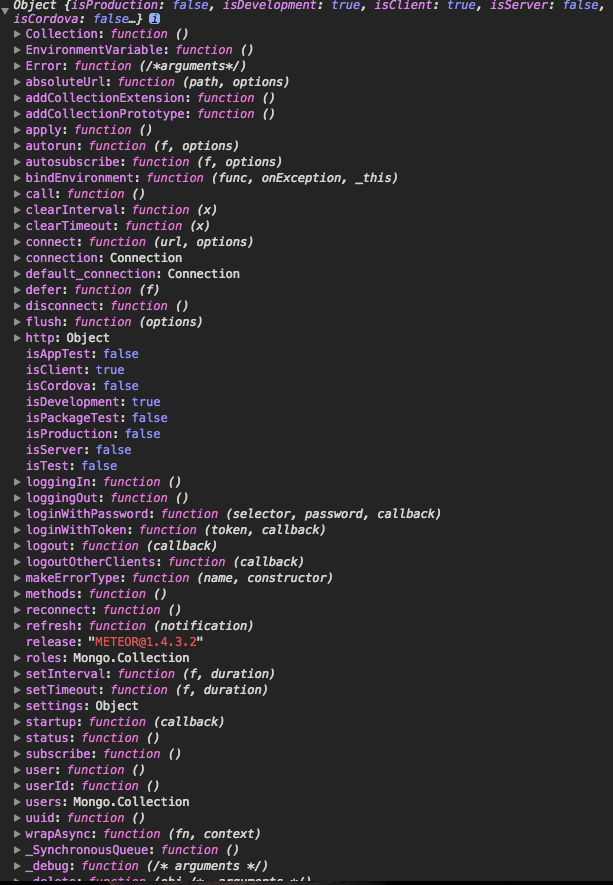 Object {isProduction: false, isDevelopment: true, isClient: true, isServer: false,
isCordova: false…} i
Collection: function ()
EnvironmentVariable: function ()
Error: function (/*arguments*/)
absoluteUrl: function (path, options)
addCollectionExtension: function ()
addCollectionPrototype: function ()
apply: function ()
autorun: function (f, options)
autosubscribe: function (f, options)
bindEnvironment: function (func, onException, _this)
call: function ()
clearInterval: function (x)
clearTimeout: function (x)
connect: function (url, options)
connection: Connection
default_connection: Connection
defer: function (f)
disconnect: function ()
flush: function (options)
http: Object
isAppTest: false
isClient: true
isCordova: false
isDevelopment: true
isPackageTest: false
isProduction: false
isServer: false
isTest: false
loggingIn: function ()
loggingOut: function ()
loginWithPassword: function (selector, password, callback)
loginWithToken: function (token, callback)
logout: function (callback)
logoutOtherClients: function (callback)
makeErrorType: function (name, constructor)
methods: function ()
reconnect: function ()
refresh: function (notification)
release: "METEOR@1.4.3.2"
roles: Mongo.Collection
setInterval: function (f, duration)
setTimeout: function (f, duration)
settings: Object
startup: function (callback)
status: function ()
subscribe: function ()
user: function ()
userId: function ()
users: Mongo.Collection
uuid: function ()
wrapAsync: function (fn, context)
_SynchronousQueue: function ()
_debug: function (/* arguments */)
_delete: function (obj /*, arguments */)